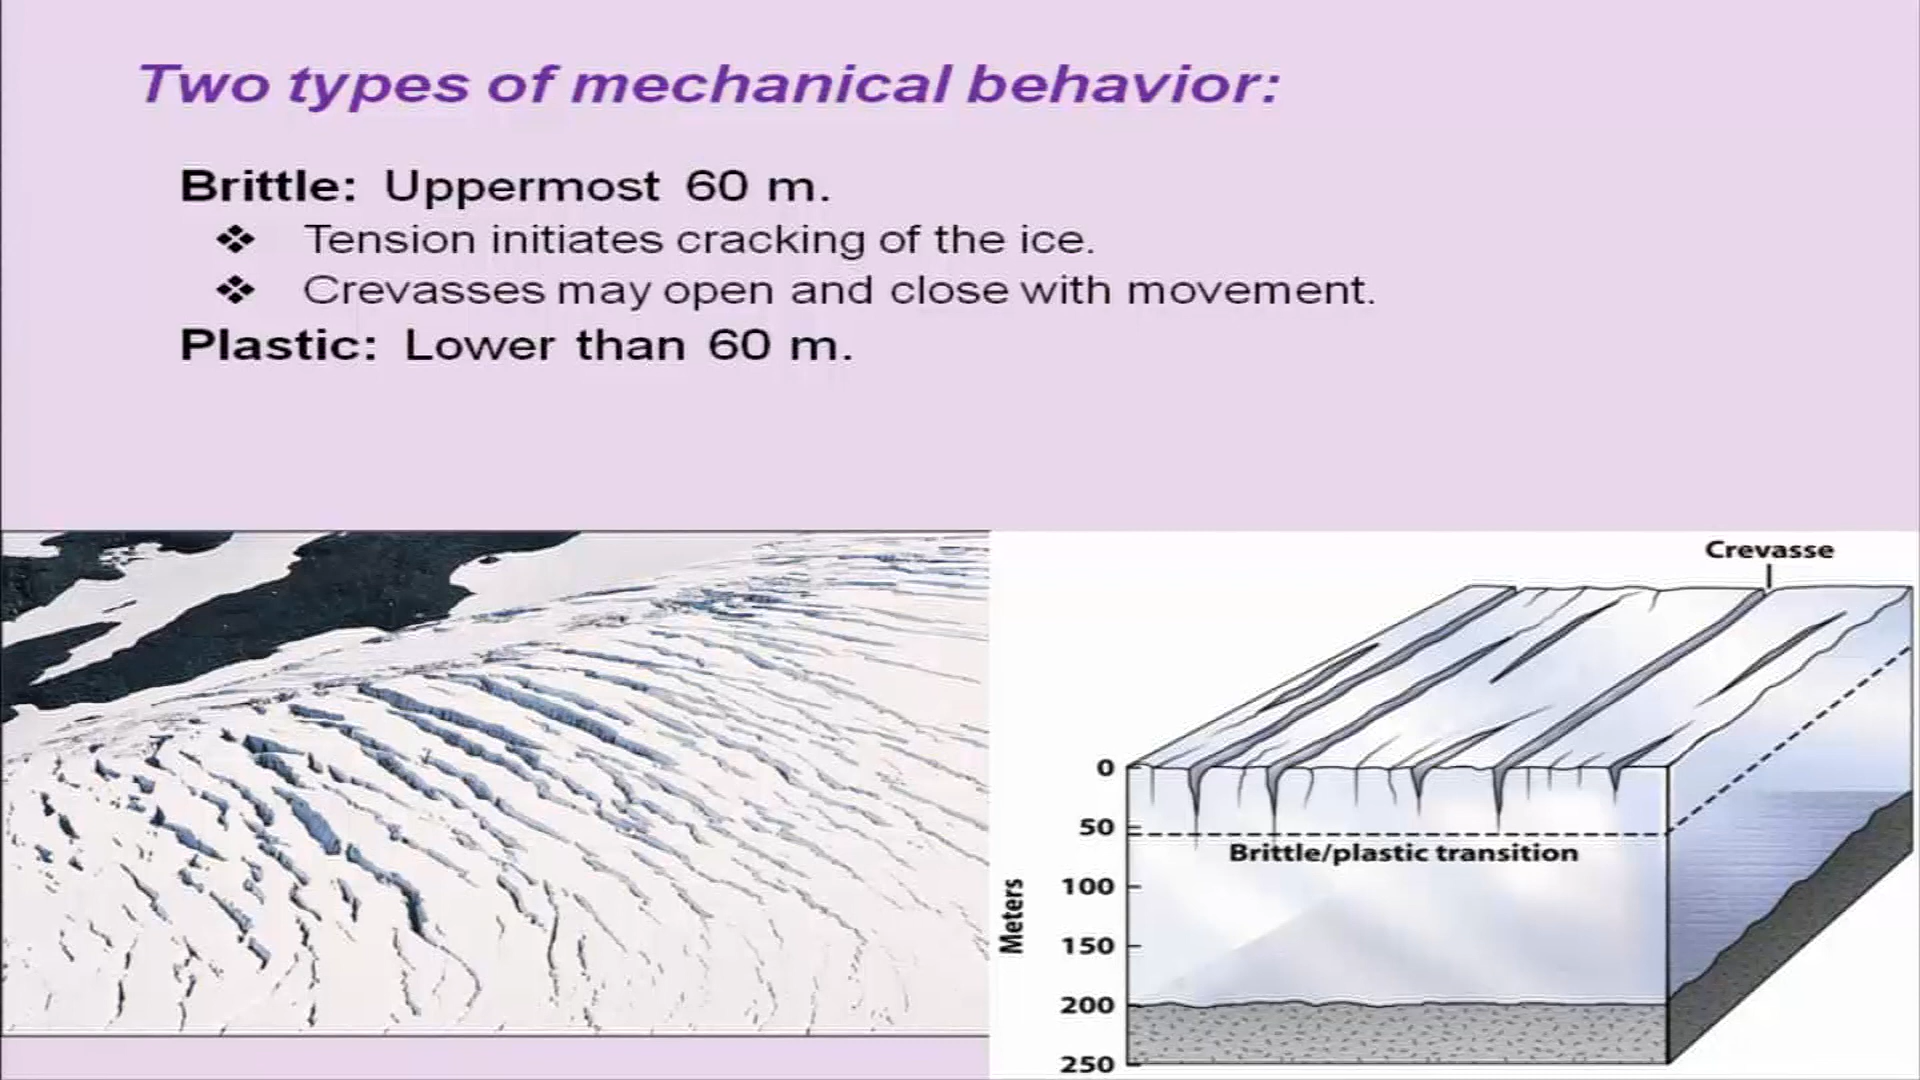 Two types of mechanical behavior:
Brittle: Uppermost 60 m.
❖ Tension initiates cracking of the ice.
❖ Crevasses may open and close with movement.
Plastic: Lower than 60 m.
Crevasse
0
50
Brittle/plastic transition
100
150
200
250
Meters